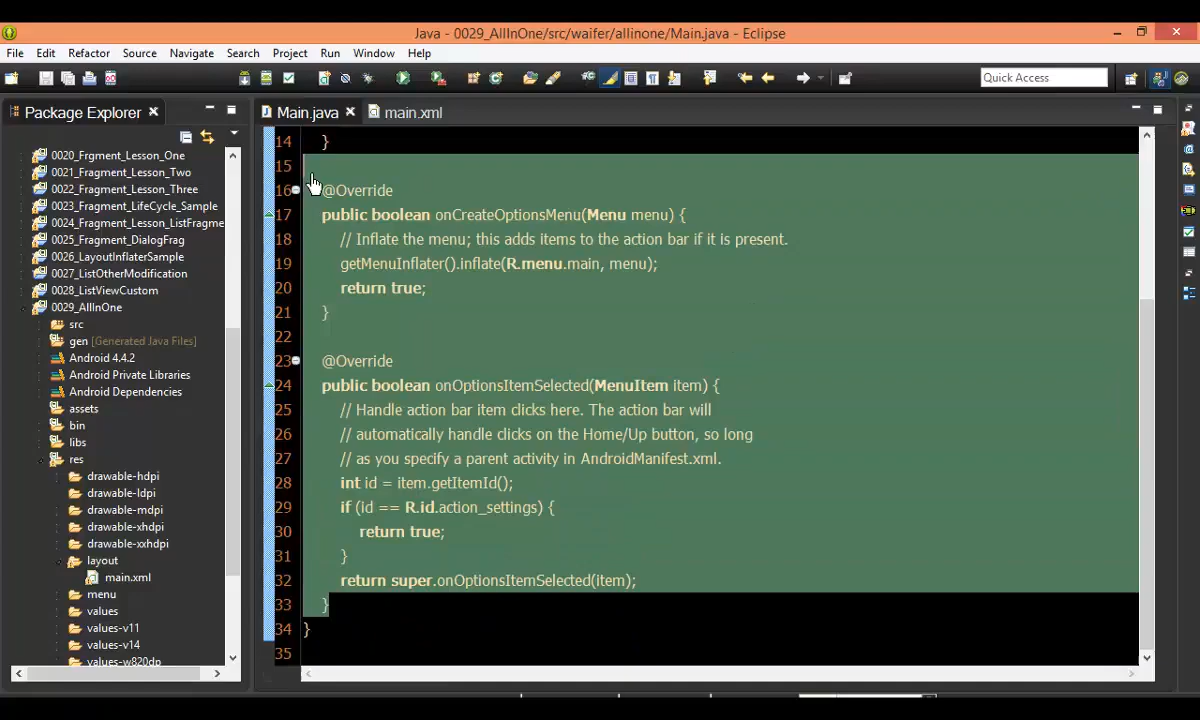 Java - 0029_AllInOne/src/waifer/allinone/Main.java - Eclipse
File Edit Refactor Source Navigate Search Project Run Window Help
Quick Access
Package Explorer
Main.java main.xml
0020_Frgment_Lesson_One
0021_Fragment_Lesson_Two
0022_Fragment_Lesson_Three
0023_Fragment_LifeCycle_Sample
0024_Fragment_Lesson_ListFragme
0025_Fragment_DialogFrag
0026_LayoutInflaterSample
0027_ListOtherModification
0028_ListViewCustom
0029_AllInOne
src
gen [Generated Java Files]
Android 4.4.2
Android Private Libraries
Android Dependencies
assets
bin
libs
res
drawable-hdpi
drawable-ldpi
drawable-mdpi
drawable-xhdpi
drawable-xxhdpi
layout
main.xml
menu
values
values-v11
values-v14
values-w820dp
14 }
15
16 @Override
17 public boolean onCreateOptionsMenu(Menu menu) {
18 // Inflate the menu; this adds items to the action bar if it is present.
19 getMenuInflater().inflate(R.menu.main, menu);
20 return true;
21 }
22
23 @Override
24 public boolean onOptionsItemSelected(MenuItem item) {
25 // Handle action bar item clicks here. The action bar will
26 // automatically handle clicks on the Home/Up button, so long
27 // as you specify a parent activity in AndroidManifest.xml.
28 int id = item.getItemId();
29 if (id == R.id.action_settings) {
30 return true;
31 }
32 return super.onOptionsItemSelected(item);
33 }
34 }
35